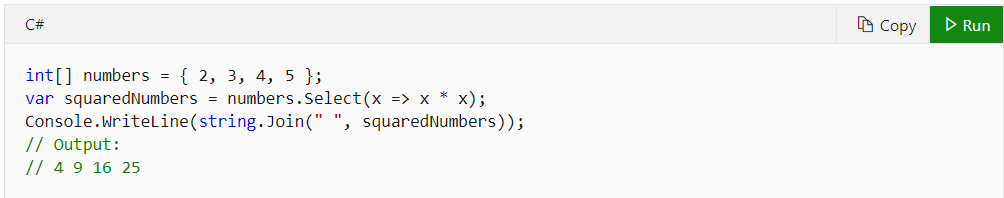 C#
Copy
Run
int[] numbers = { 2, 3, 4, 5 };
var squaredNumbers = numbers.Select(x => x * x);
Console.WriteLine(string.Join(" ", squaredNumbers));
// Output:
// 4 9 16 25